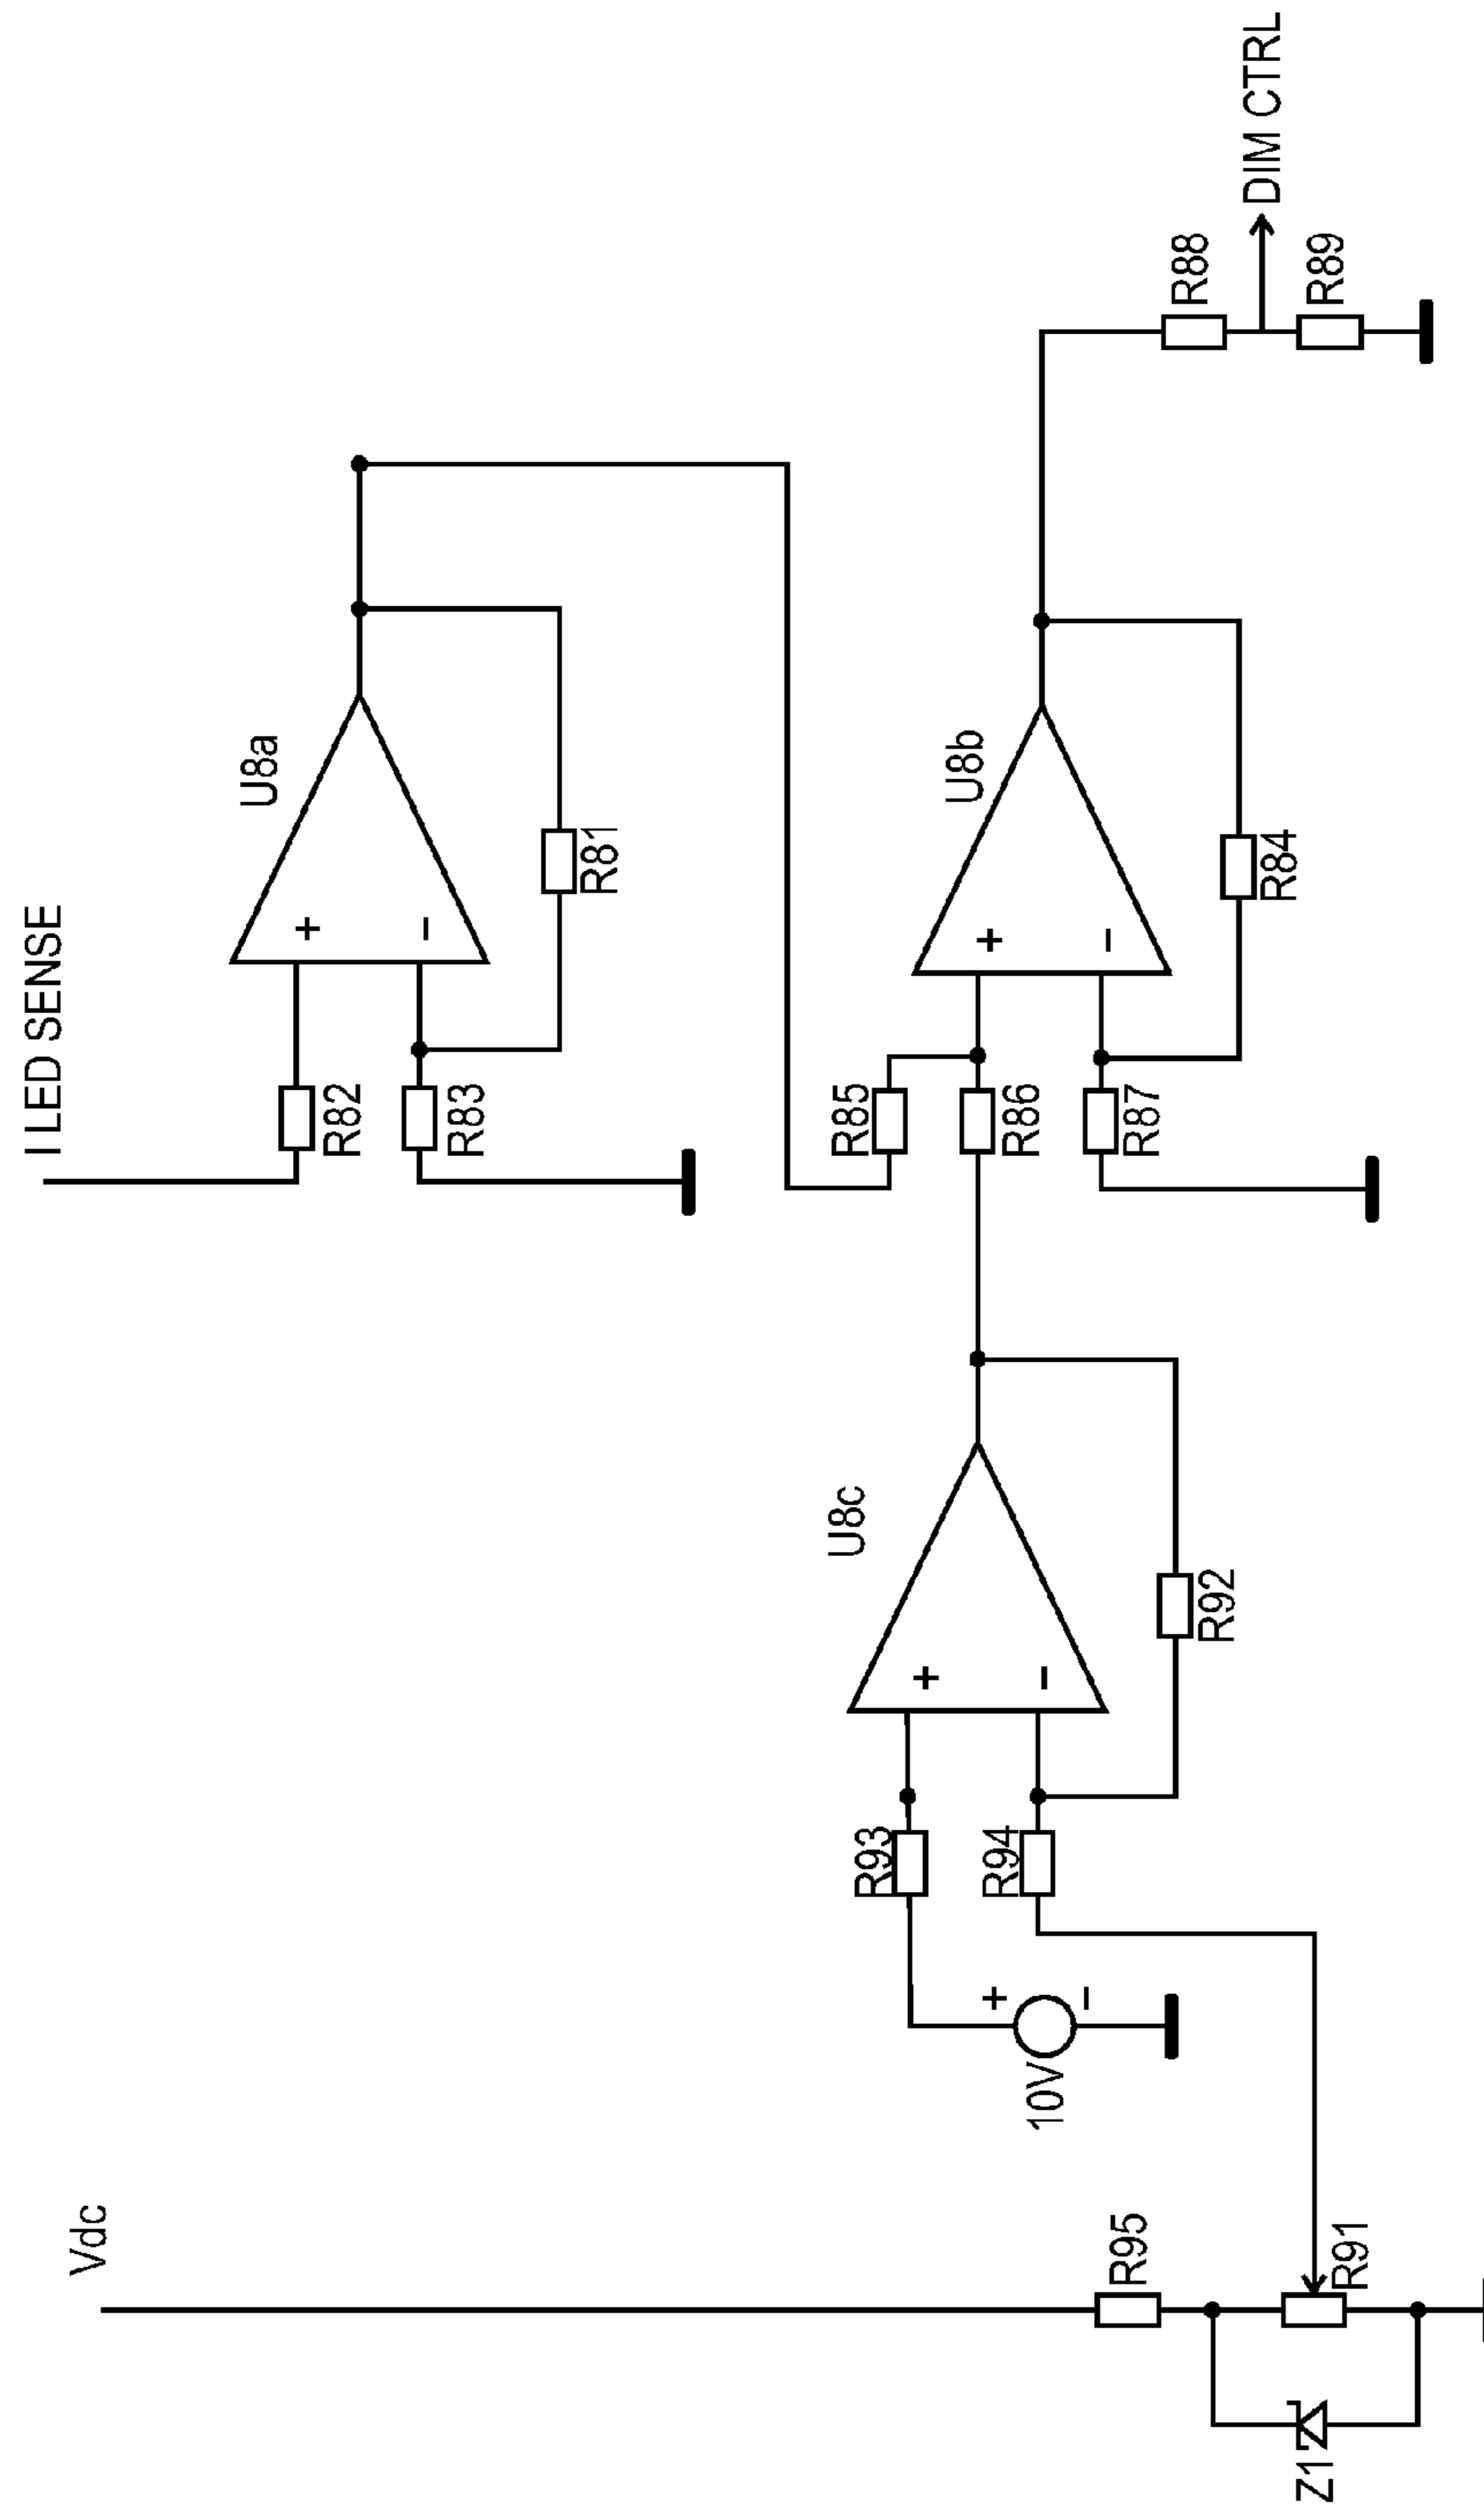 I LED SENSE
U8a
+
−
R82
R83
R81
DIM CTRL
R88
R89
U8b
+
−
R85
R86
R87
R84
U8c
+
−
R93
R94
R92
+
−
10V
Vdc
R95
R91
Z1